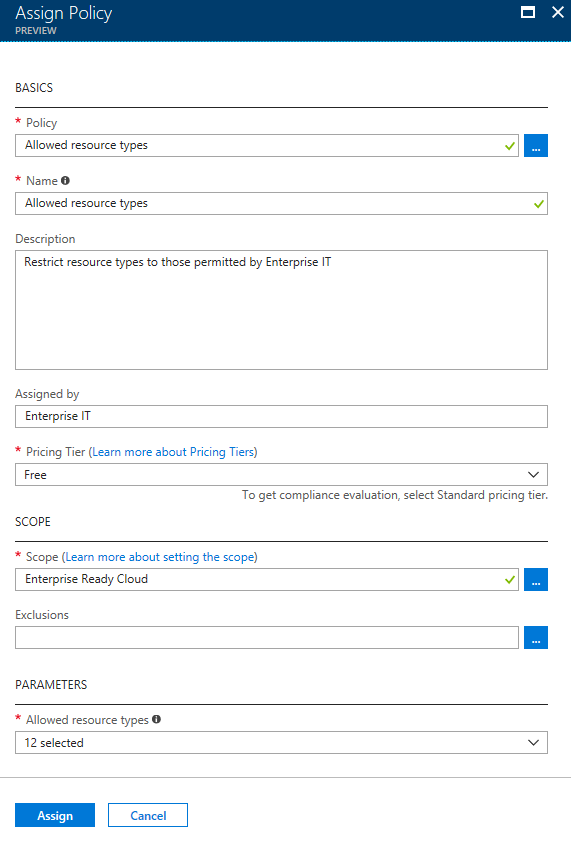 Assign Policy
PREVIEW
BASICS
* Policy
Allowed resource types
...
* Name
Allowed resource types
Description
Restrict resource types to those permitted by Enterprise IT
Assigned by
Enterprise IT
* Pricing Tier (Learn more about Pricing Tiers)
Free
To get compliance evaluation, select Standard pricing tier.
SCOPE
* Scope (Learn more about setting the scope)
Enterprise Ready Cloud
...
Exclusions
...
PARAMETERS
* Allowed resource types
12 selected
Assign
Cancel